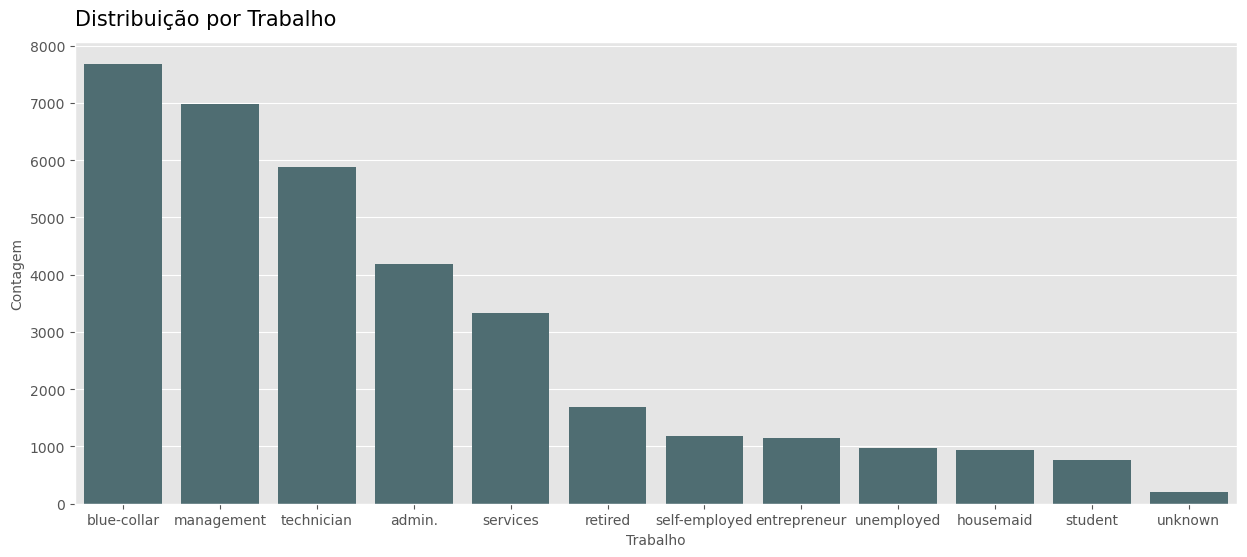 Distribuição por Trabalho
8000
7000
6000
5000
4000
3000
2000
1000
0
Contagem
blue-collar management technician admin. services retired self-employed entrepreneur unemployed housemaid student unknown
Trabalho